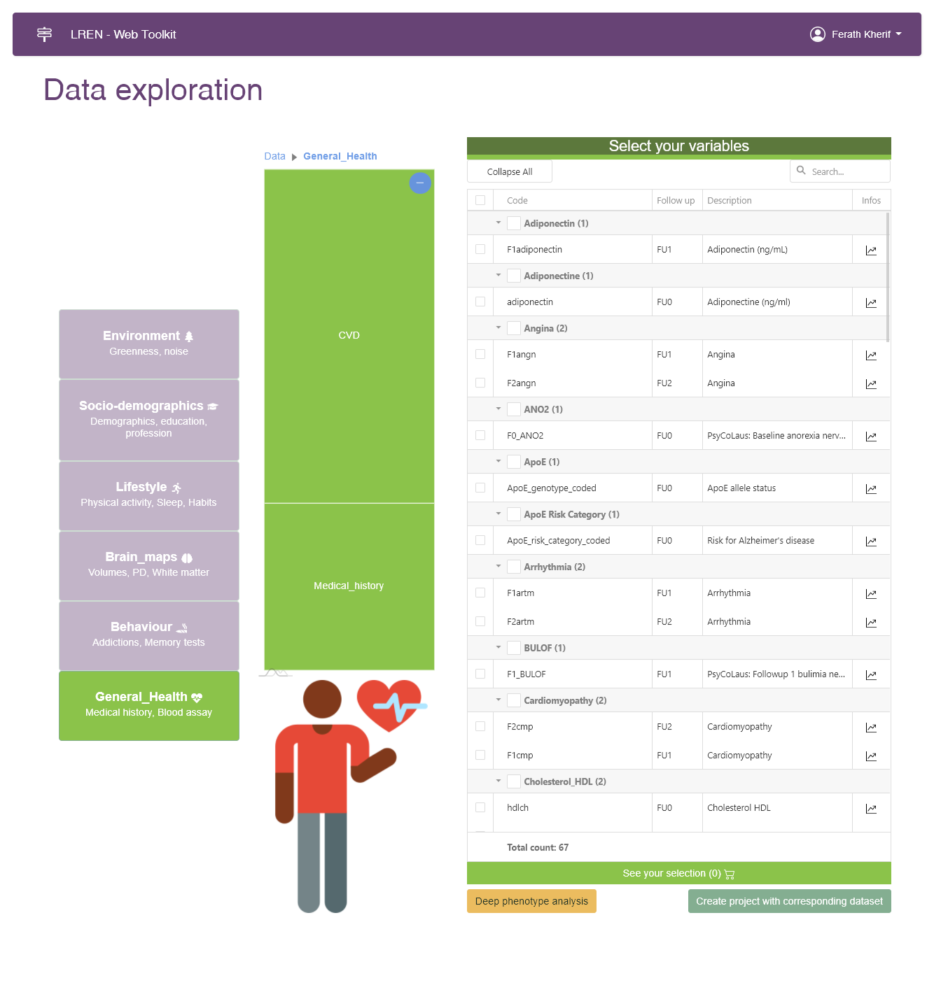 LREN - Web Toolkit
Ferath Kherif
Data exploration
Data General_Health
CVD
Medical_history
Environment
Greenness, noise
Socio-demographics
Demographics, education,
profession
Lifestyle
Physical activity, Sleep, Habits
Brain_maps
Volumes, PD, White matter
Behaviour
Addictions, Memory tests
General_Health
Medical history, Blood assay
Select your variables
Collapse All
Search...
Code Follow up Description Infos
Adiponectin (1)
F1adiponectin FU1 Adiponectin (ng/mL)
Adiponectine (1)
adiponectin FU0 Adiponectine (ng/ml)
Angina (2)
F1angn FU1 Angina
F2angn FU2 Angina
ANO2 (1)
F0_ANO2 FU0 PsyCoLaus: Baseline anorexia nerv...
ApoE (1)
ApoE_genotype_coded FU0 ApoE allele status
ApoE Risk Category (1)
ApoE_risk_category_coded FU0 Risk for Alzheimer's disease
Arrhythmia (2)
F1artm FU1 Arrhythmia
F2artm FU2 Arrhythmia
BULOF (1)
F1_BULOF FU1 PsyCoLaus: Followup 1 bulimia ne...
Cardiomyopathy (2)
F2cmp FU2 Cardiomyopathy
F1cmp FU1 Cardiomyopathy
Cholesterol_HDL (2)
hdlch FU0 Cholesterol HDL
Total count: 67
See your selection (0)
Deep phenotype analysis
Create project with corresponding dataset